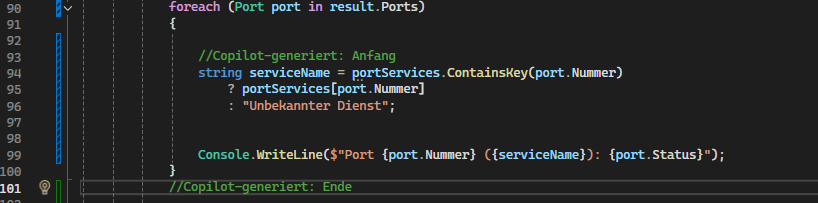 90 foreach (Port port in result.Ports)
91 {
92
93 //Copilot-generiert: Anfang
94 string serviceName = portServices.ContainsKey(port.Nummer)
95 ? portServices[port.Nummer]
96 : "Unbekannter Dienst";
97
98
99 Console.WriteLine($"Port {port.Nummer} ({serviceName}): {port.Status}");
100 }
101 //Copilot-generiert: Ende